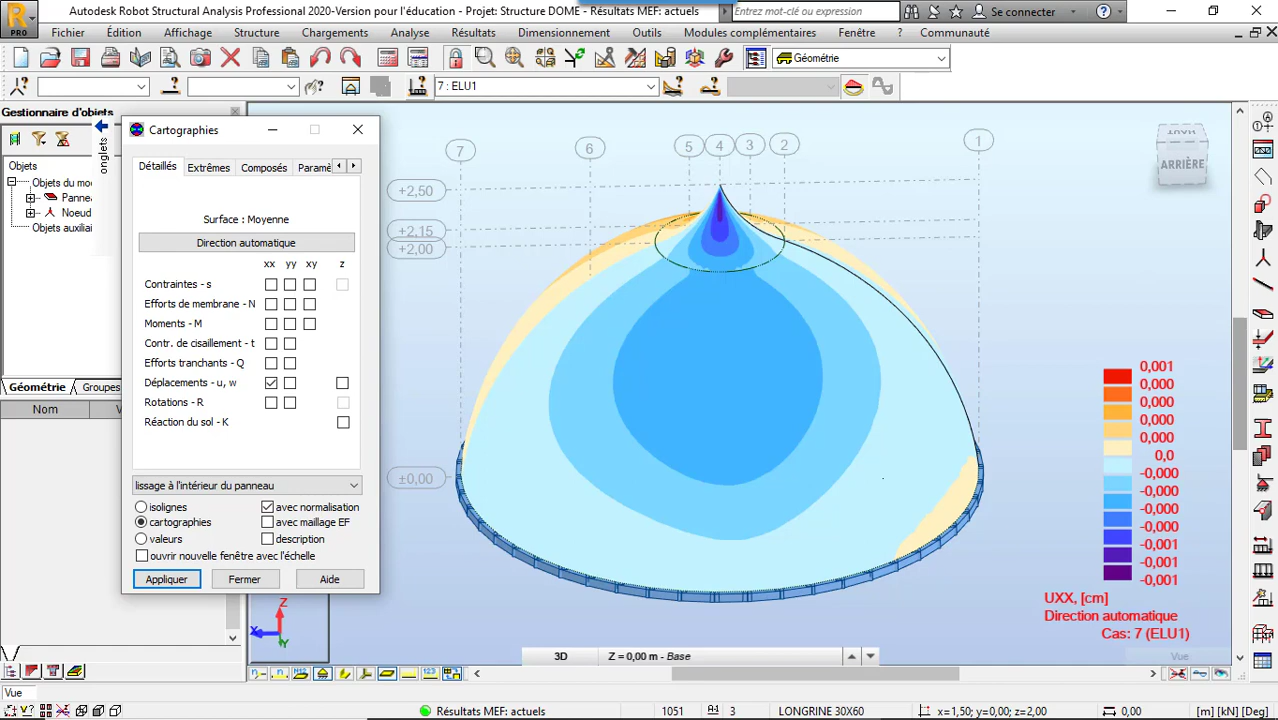 Autodesk Robot Structural Analysis Professional 2020-Version pour l'éducation - Projet: Structure DOME - Résultats MEF: actuels
Entrez mot-clé ou expression
Se connecter
PRO
Fichier Édition Affichage Structure Chargements Analyse Résultats Dimensionnement Outils Modules complémentaires Fenêtre ? Communauté
Géométrie
7 : ELU1
Gestionnaire d'objets
onglets
Objets
Objets du mo
Panne
Noeud
Objets auxiliai
Géométrie Groupes
Nom
Cartographies
Détaillés Extrêmes Composés Paramè
Surface : Moyenne
Direction automatique
xx yy xy z
Contraintes - s
Efforts de membrane - N
Moments - M
Contr. de cisaillement - t
Efforts tranchants - Q
Déplacements - u, w
Rotations - R
Réaction du sol - K
lissage à l'intérieur du panneau
isolignes
avec normalisation
cartographies
avec maillage EF
valeurs
description
ouvrir nouvelle fenêtre avec l'échelle
Appliquer Fermer Aide
7 6 5 4 3 2 1
+2,50
+2,15
+2,00
±0,00
HAUT
ARRIÈRE
0,001
0,000
0,000
0,000
0,000
0,0
-0,000
-0,000
-0,000
-0,000
-0,001
-0,001
-0,001
UXX, [cm]
Direction automatique
Cas: 7 (ELU1)
Z
X
Y
3D
Z = 0,00 m - Base
Vue
Vue
Résultats MEF: actuels
1051
3
LONGRINE 30X60
x=1,50; y=0,00; z=2,00
0,00
[m] [kN] [Deg]